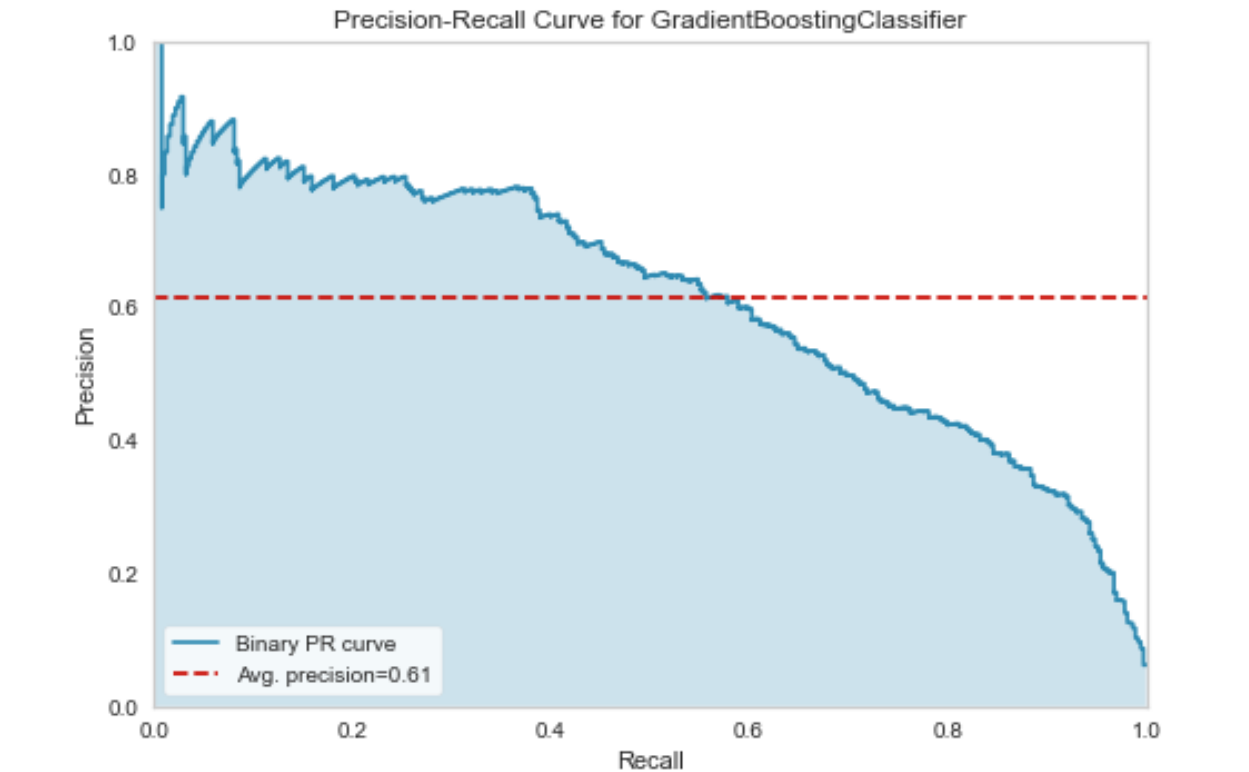 Precision-Recall Curve for GradientBoostingClassifier
1.0
0.8
0.6
0.4
0.2
0.0
Precision
Binary PR curve
Avg. precision=0.61
0.0 0.2 0.4 0.6 0.8 1.0
Recall